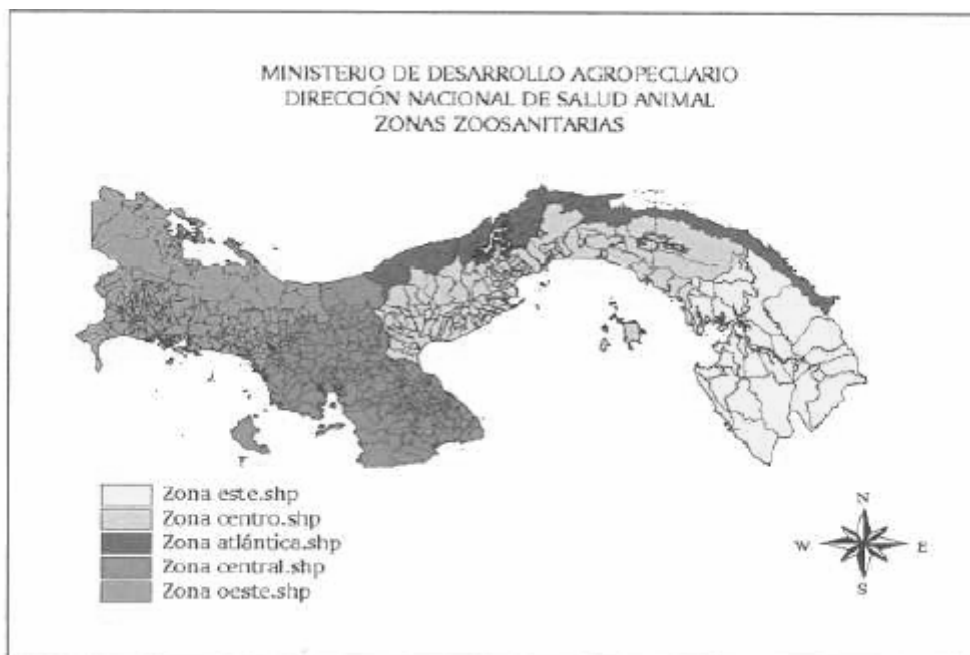 MINISTERIO DE DESARROLLO AGROPECUARIO
DIRECCIÓN NACIONAL DE SALUD ANIMAL
ZONAS ZOOSANITARIAS
Zona este.shp
Zona centro.shp
Zona atlántica.shp
Zona central.shp
Zona oeste.shp
N
W E
S